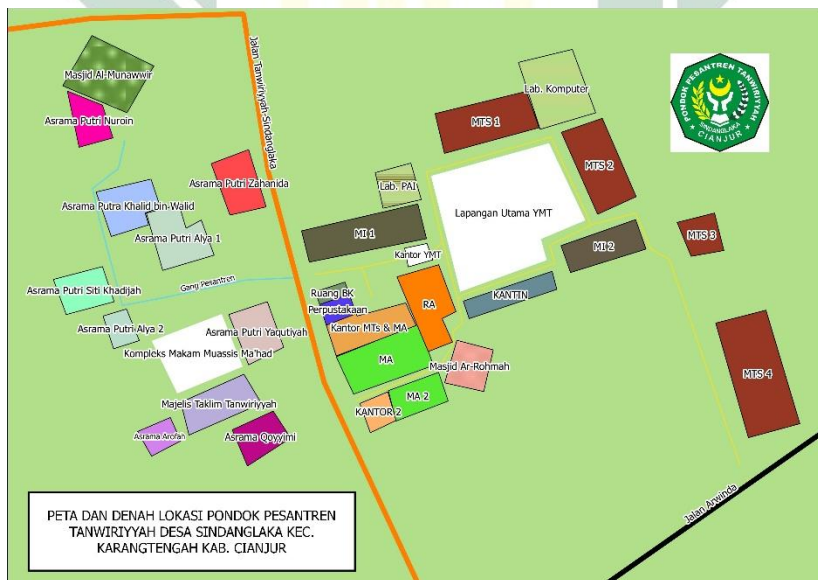 Masjid Al-Munawwir
Asrama Putri Nuroin
Jalan Tanwiriyyah-Sindanglaka
Asrama Putri Zahanida
Asrama Putra Khalid bin-Walid
Asrama Putri Alya 1
Asrama Putri Siti Khadijah
Gang Pesantren
Asrama Putri Alya 2
Asrama Putri Yaqutiyah
Kompleks Makam Muassis Ma'had
Majelis Taklim Tanwiriyyah
Asrama Arofah
Asrama Qoyyimi
Lab. Komputer
MTS 1
MTS 2
Lab. PAI
Lapangan Utama YMT
MI 1
Kantor YMT
MI 2
MTS 3
Ruang BK
Perpustakaan
RA
KANTIN
Kantor MTs & MA
MA
Masjid Ar-Rohmah
MA 2
KANTOR 2
MTS 4
Jalan Arwinda
PONDOK PESANTREN TANWIRIYYAH
SINDANGLAKA
CIANJUR
PETA DAN DENAH LOKASI PONDOK PESANTREN
TANWIRIYYAH DESA SINDANGLAKA KEC.
KARANGTENGAH KAB. CIANJUR